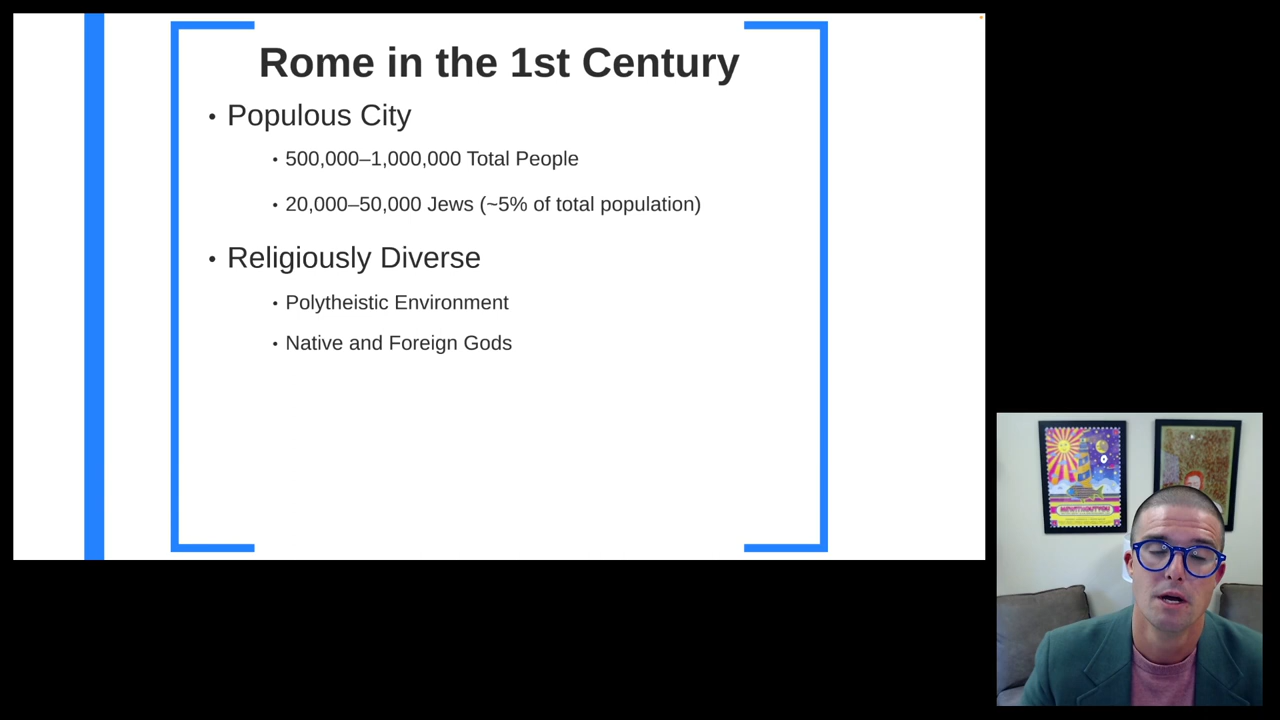 Rome in the 1st Century
• Populous City
• 500,000–1,000,000 Total People
• 20,000–50,000 Jews (~5% of total population)
• Religiously Diverse
• Polytheistic Environment
• Native and Foreign Gods
MEWITHOUTYOU